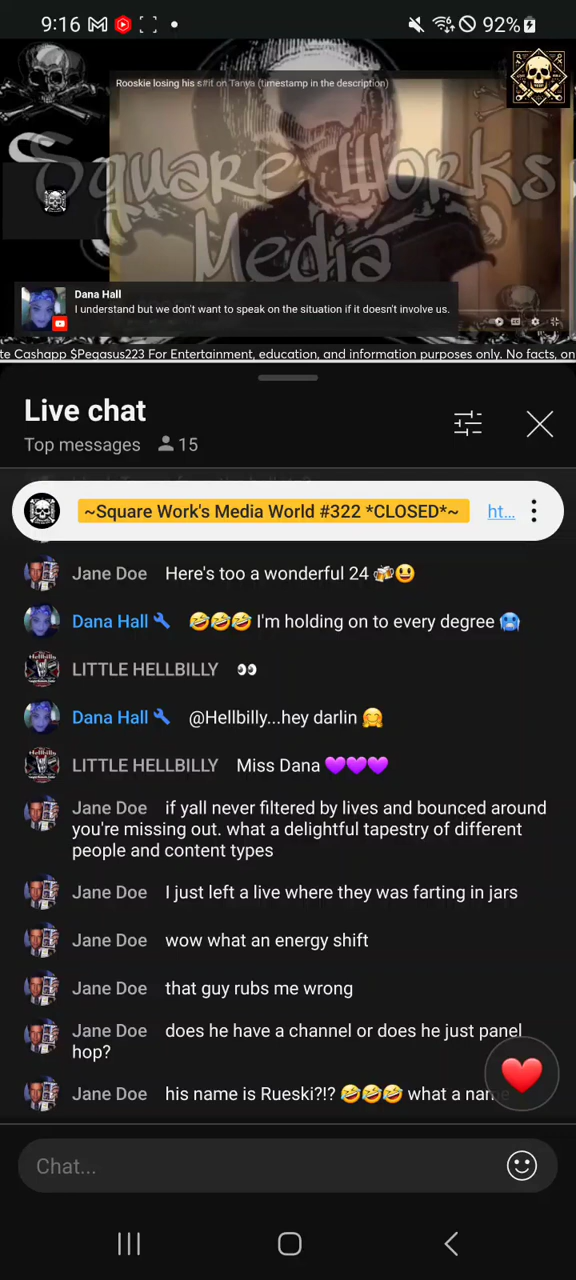 9:16
92%
Rooskie losing his s#it on Tanya (timestamp in the description)
Square Works
Media
Dana Hall
I understand but we don't want to speak on the situation if it doesn't involve us.
te Cashapp $Pegasus223 For Entertainment, education, and information purposes only. No facts, on
Live chat
Top messages 15
~Square Work's Media World #322 *CLOSED*~ ht...
Jane Doe Here's too a wonderful 24 🍻😃
Dana Hall 🤣🤣🤣 I'm holding on to every degree 🥶
LITTLE HELLBILLY 👀
Dana Hall @Hellbilly...hey darlin 🤗
LITTLE HELLBILLY Miss Dana 💜💜💜
Jane Doe if yall never filtered by lives and bounced around
you're missing out. what a delightful tapestry of different
people and content types
Jane Doe I just left a live where they was farting in jars
Jane Doe wow what an energy shift
Jane Doe that guy rubs me wrong
Jane Doe does he have a channel or does he just panel
hop?
Jane Doe his name is Rueski?!? 🤣🤣🤣 what a name
Chat...